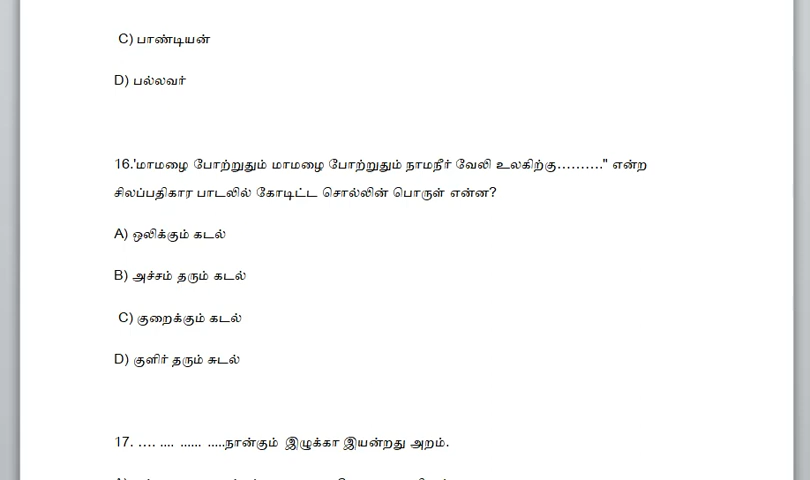 C) பாண்டியன்
D) பல்லவர்
16.'மாமழை போற்றுதும் மாமழை போற்றுதும் நாமநீர் வேலி உலகிற்கு.........." என்ற
சிலப்பதிகார பாடலில் கோடிட்ட சொல்லின் பொருள் என்ன?
A) ஒலிக்கும் கடல்
B) அச்சம் தரும் கடல்
C) குறைக்கும் கடல்
D) குளிர் தரும் கடல்
17. .... .... ...... .....நான்கும் இழுக்கா இயன்றது அறம்.